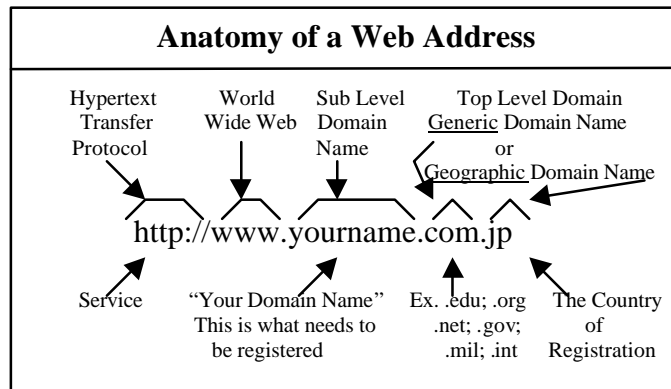 Anatomy of a Web Address
Hypertext World Sub Level Top Level Domain
Transfer Wide Web Domain Generic Domain Name
Protocol Name or
Geographic Domain Name
http://www.yourname.com.jp
Service “Your Domain Name” Ex. .edu; .org The Country
This is what needs to .net; .gov; of
be registered .mil; .int Registration